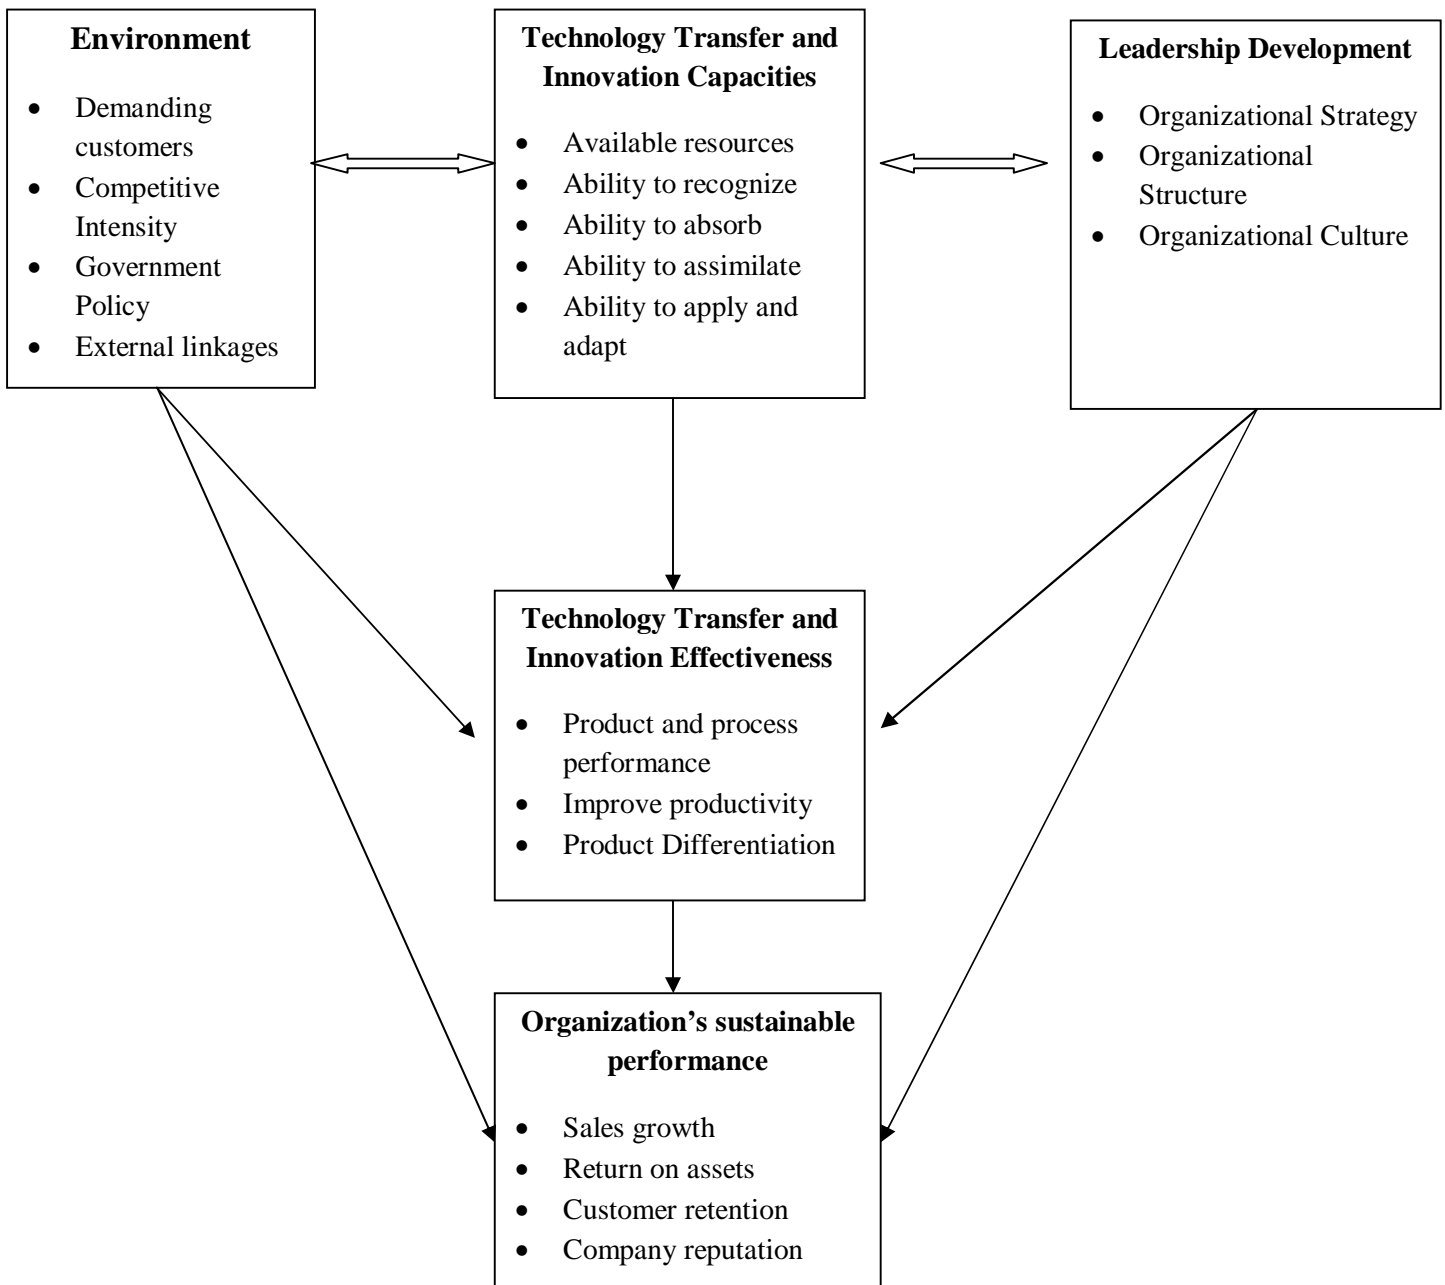 Environment
• Demanding
customers
• Competitive
Intensity
• Government
Policy
• External linkages
Technology Transfer and
Innovation Capacities
• Available resources
• Ability to recognize
• Ability to absorb
• Ability to assimilate
• Ability to apply and
adapt
Leadership Development
• Organizational Strategy
• Organizational
Structure
• Organizational Culture
Technology Transfer and
Innovation Effectiveness
• Product and process
performance
• Improve productivity
• Product Differentiation
Organization’s sustainable
performance
• Sales growth
• Return on assets
• Customer retention
• Company reputation